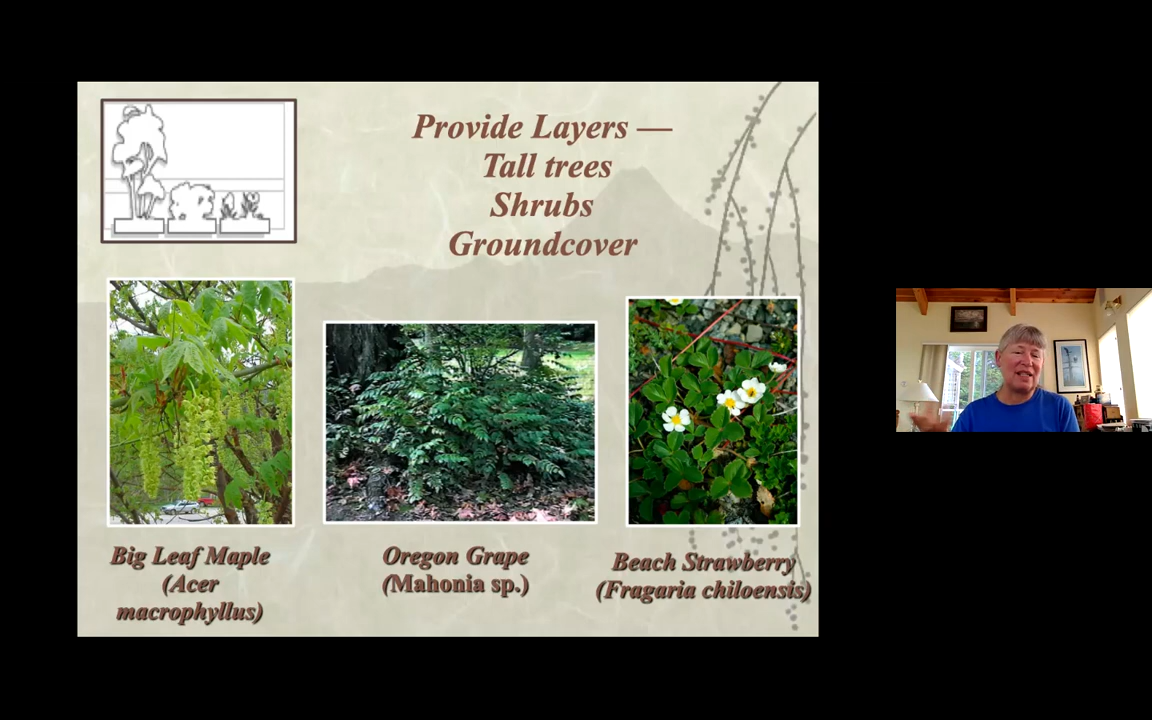 Provide Layers —
Tall trees
Shrubs
Groundcover
Big Leaf Maple
(Acer
macrophyllus)
Oregon Grape
(Mahonia sp.)
Beach Strawberry
(Fragaria chiloensis)